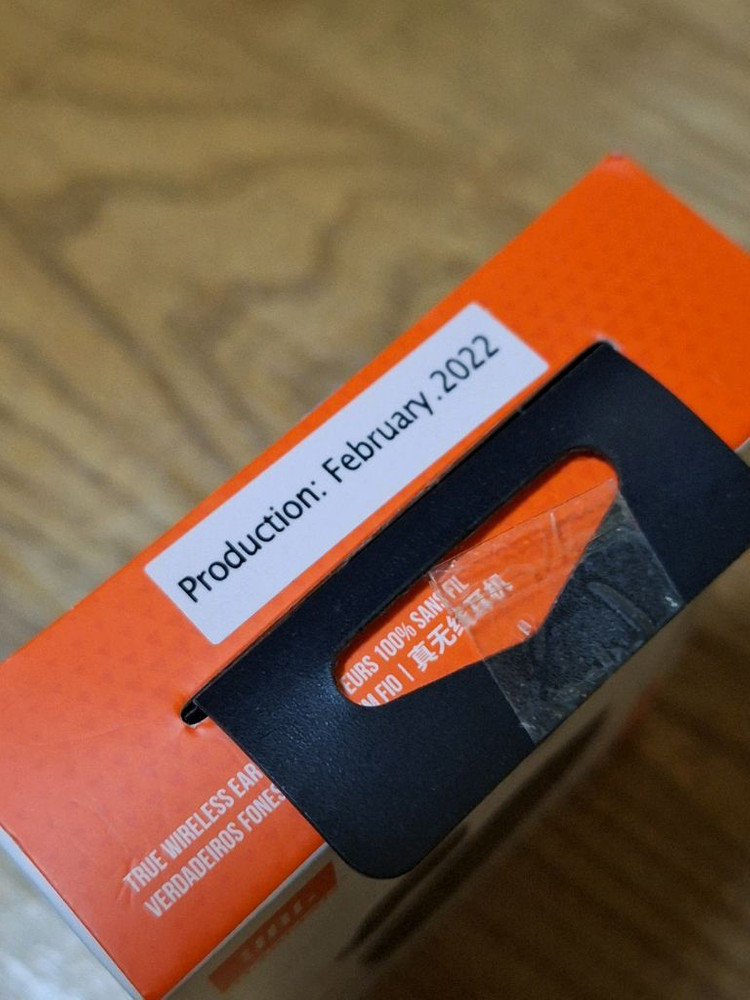 Production: February.2022
TRUE WIRELESS EAR
EURS 100% SANS FIL
VERDADEIROS FONES
M FIO | 真无线耳机